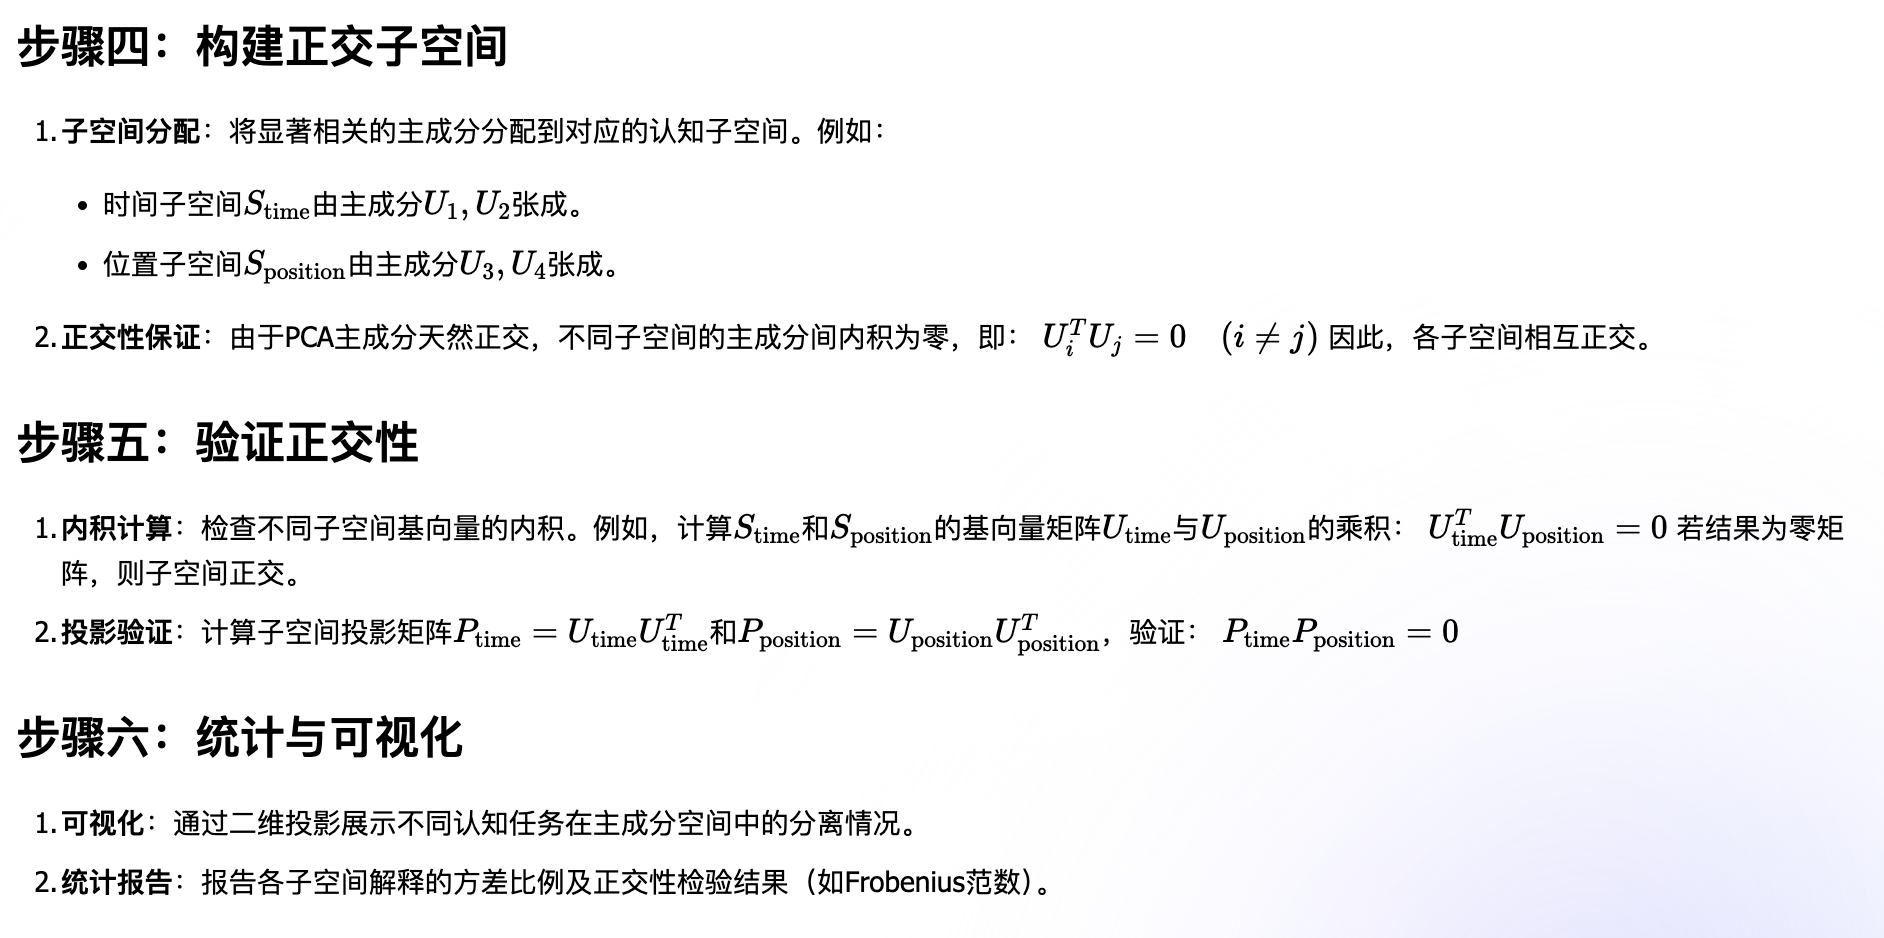 步骤四：构建正交子空间
1. 子空间分配：将显著相关的主成分分配到对应的认知子空间。例如：
• 时间子空间$S_{\text{time}}$由主成分$U_1, U_2$张成。
• 位置子空间$S_{\text{position}}$由主成分$U_3, U_4$张成。
2. 正交性保证：由于PCA主成分天然正交，不同子空间的主成分间内积为零，即： $U_i^T U_j = 0 \quad (i \neq j)$ 因此，各子空间相互正交。
步骤五：验证正交性
1. 内积计算：检查不同子空间基向量的内积。例如，计算$S_{\text{time}}$和$S_{\text{position}}$的基向量矩阵$U_{\text{time}}$与$U_{\text{position}}$的乘积： $U_{\text{time}}^T U_{\text{position}} = 0$ 若结果为零矩
阵，则子空间正交。
2. 投影验证：计算子空间投影矩阵$P_{\text{time}} = U_{\text{time}} U_{\text{time}}^T$和$P_{\text{position}} = U_{\text{position}} U_{\text{position}}^T$，验证： $P_{\text{time}} P_{\text{position}} = 0$
步骤六：统计与可视化
1. 可视化：通过二维投影展示不同认知任务在主成分空间中的分离情况。
2. 统计报告：报告各子空间解释的方差比例及正交性检验结果（如Frobenius范数）。